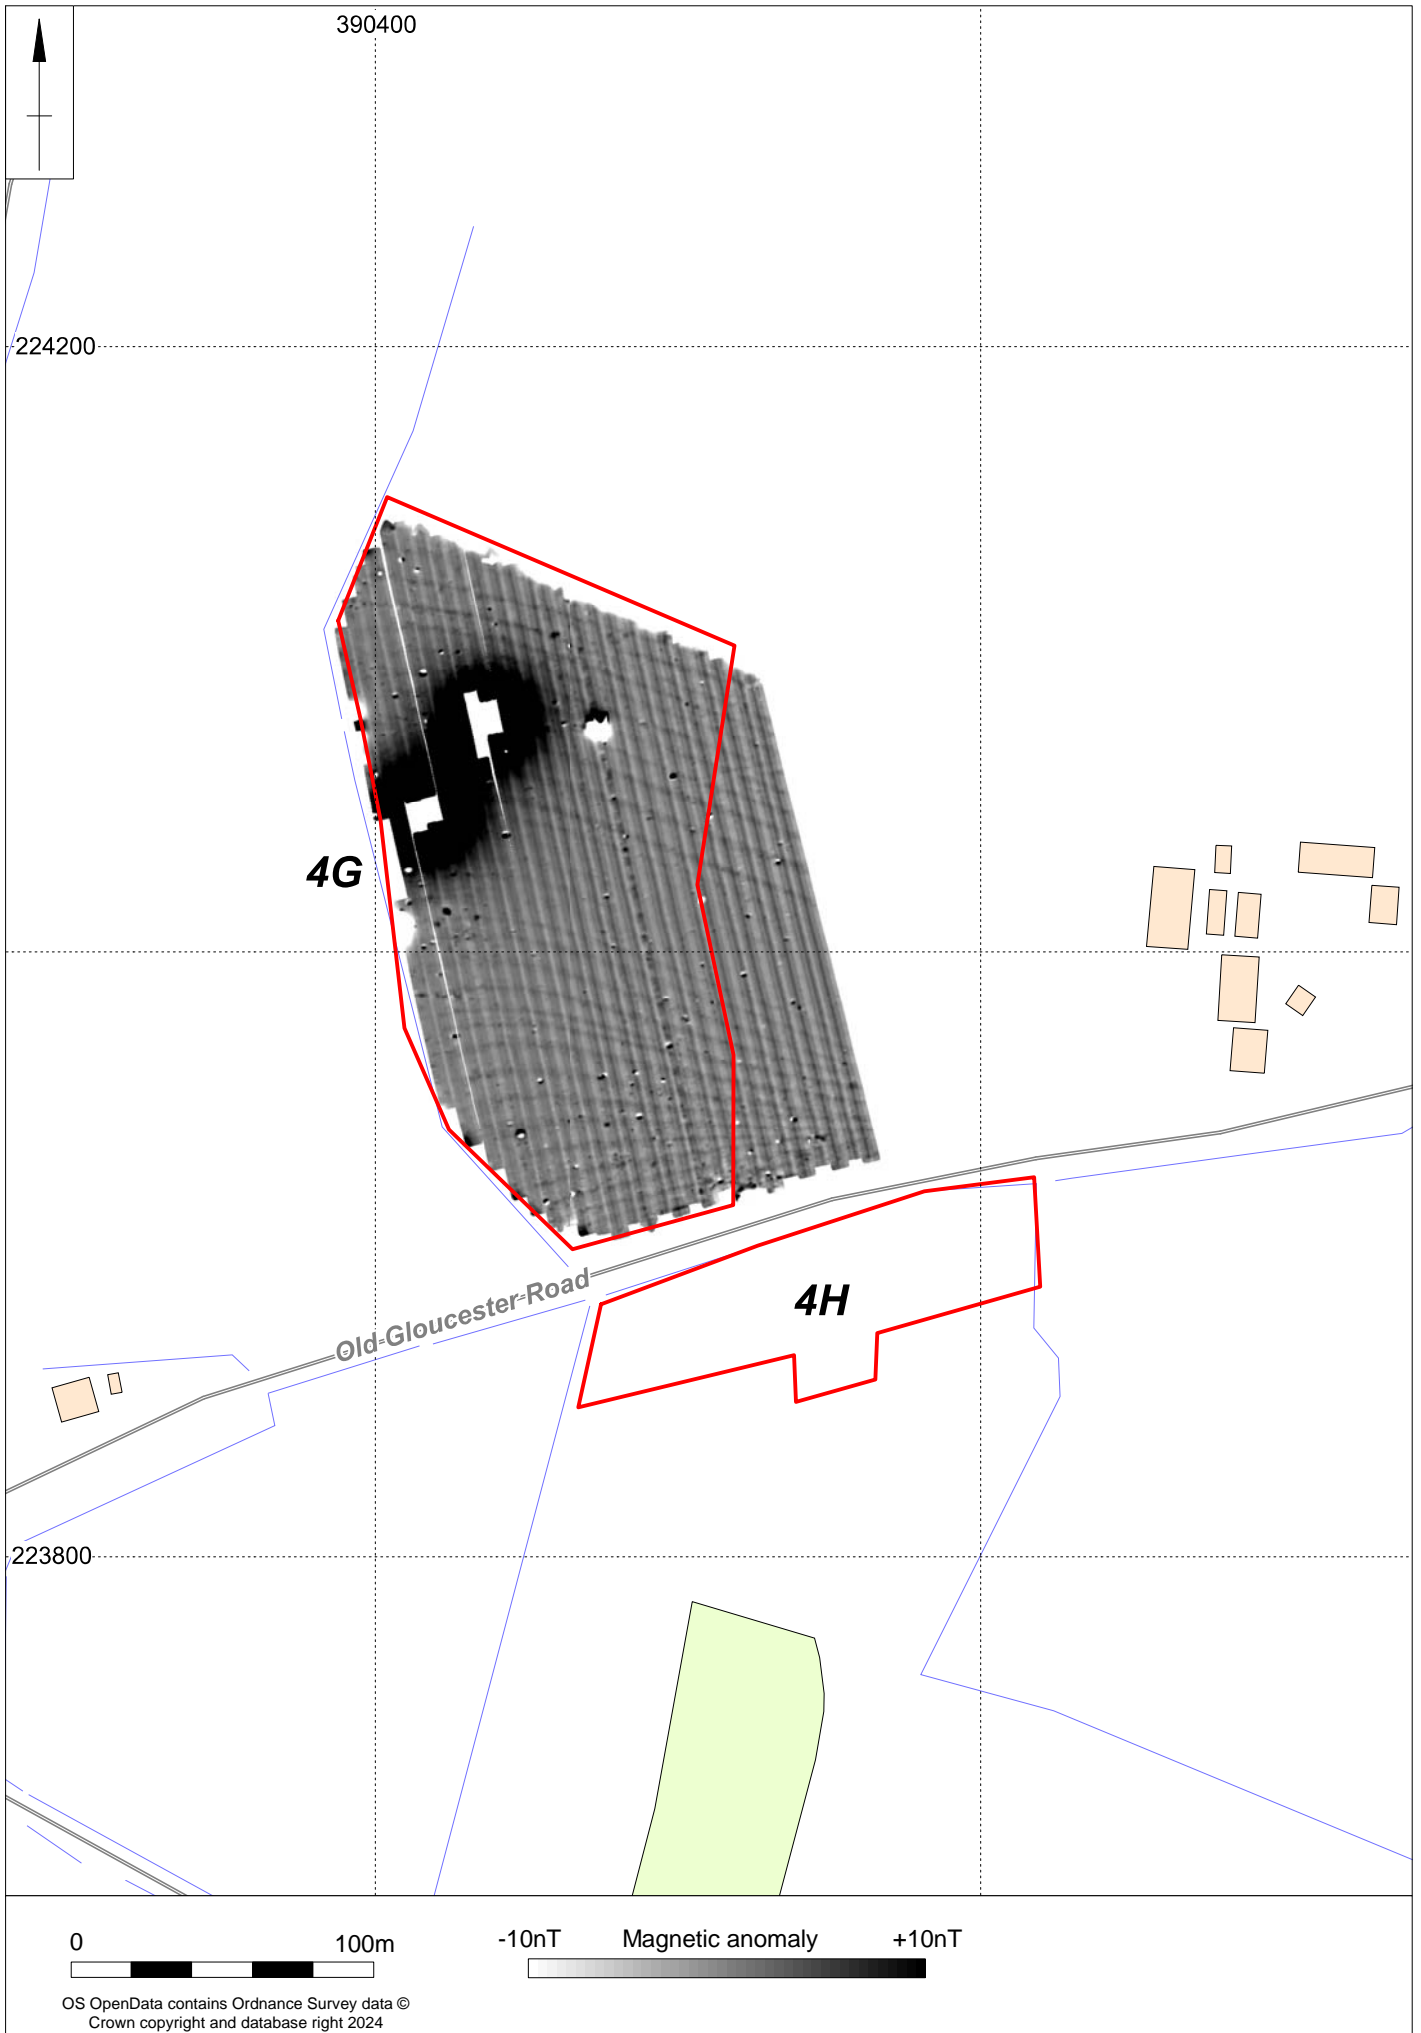 390400
224200
4G
4H
Old Gloucester Road
223800
0 100m
-10nT Magnetic anomaly +10nT
OS OpenData contains Ordnance Survey data ©
Crown copyright and database right 2024